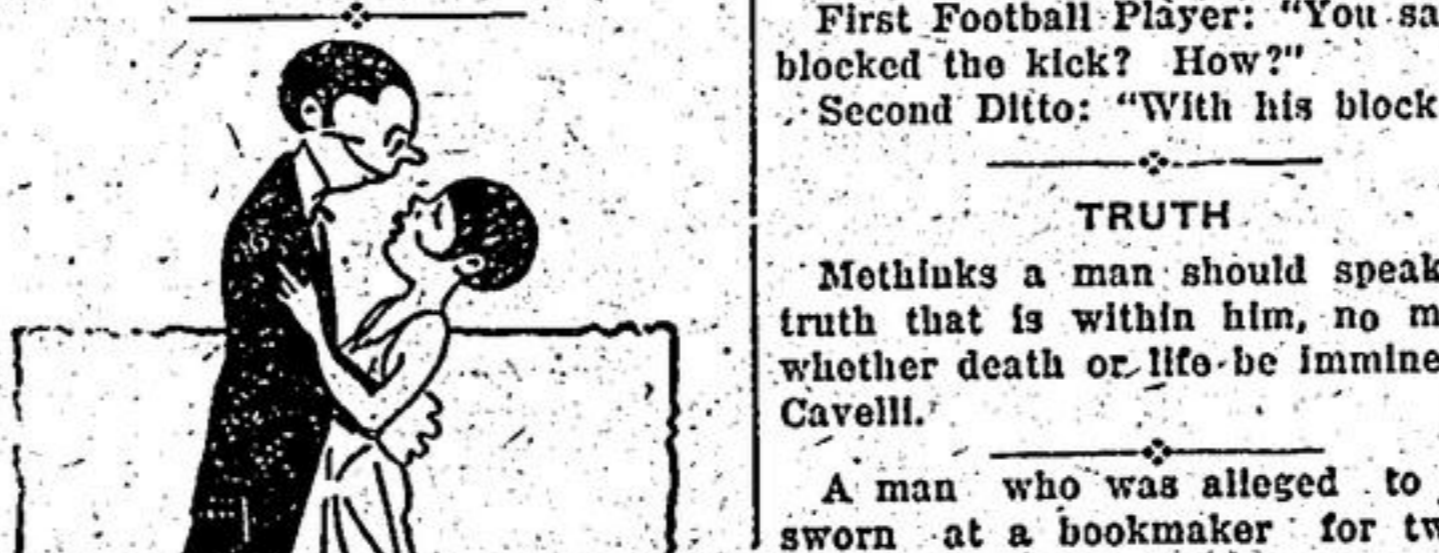 First Football Player: "You sa
blocked the kick? How?"
Second Ditto: "With his block
TRUTH
Methinks a man should speak
truth that is within him, no m
whether death or life be immine
Cavelli.
A man who was alleged to
sworn at a bookmaker for tw